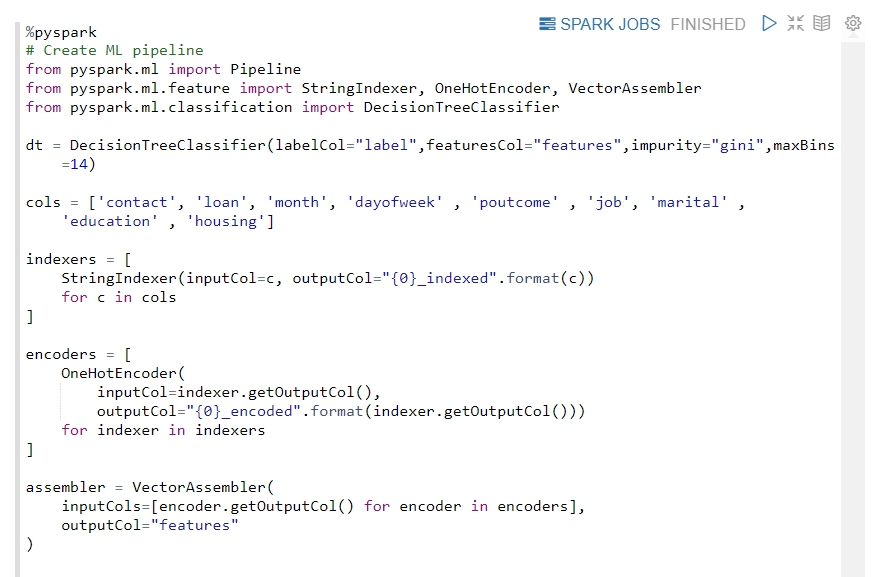 SPARK JOBS FINISHED
%pyspark
# Create ML pipeline
from pyspark.ml import Pipeline
from pyspark.ml.feature import StringIndexer, OneHotEncoder, VectorAssembler
from pyspark.ml.classification import DecisionTreeClassifier
dt = DecisionTreeClassifier(labelCol="label",featuresCol="features",impurity="gini",maxBins
=14)
cols = ['contact', 'loan', 'month', 'dayofweek' , 'poutcome' , 'job', 'marital' ,
'education' , 'housing']
indexers = [
StringIndexer(inputCol=c, outputCol="{0}_indexed".format(c))
for c in cols
]
encoders = [
OneHotEncoder(
inputCol=indexer.getOutputCol(),
outputCol="{0}_encoded".format(indexer.getOutputCol()))
for indexer in indexers
]
assembler = VectorAssembler(
inputCols=[encoder.getOutputCol() for encoder in encoders],
outputCol="features"
)